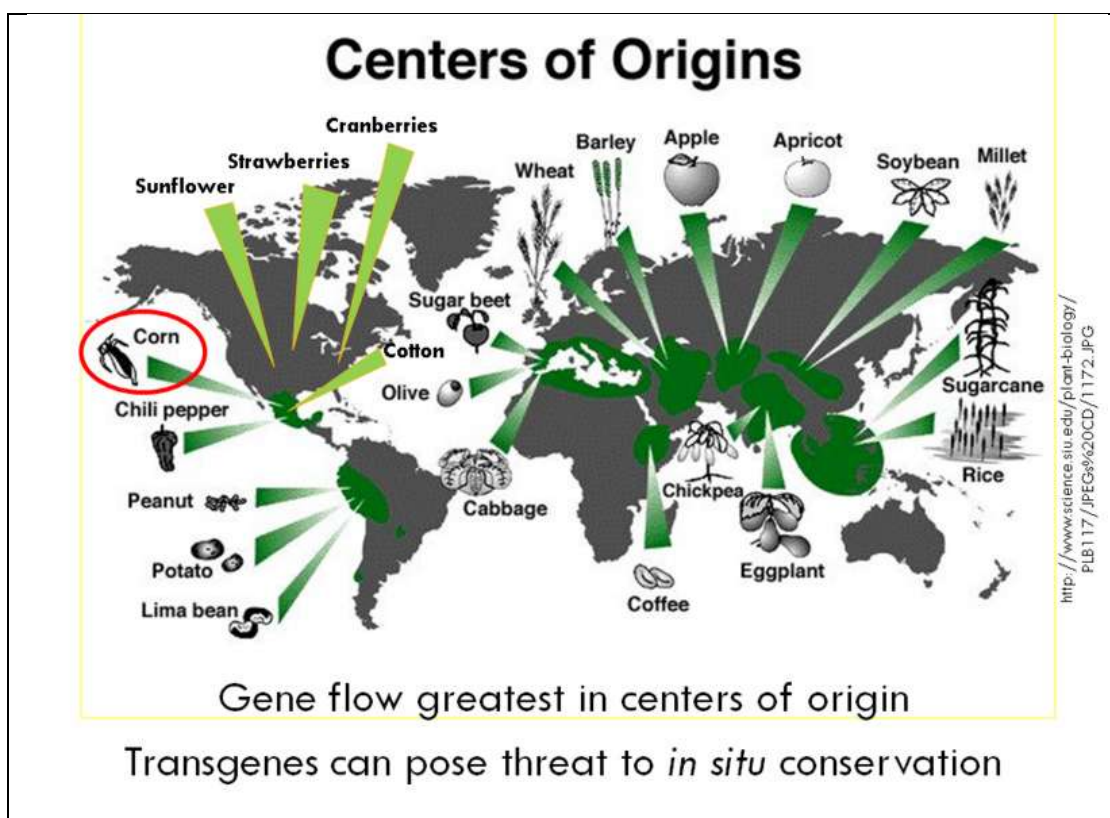 Centers of Origins
Cranberries
Strawberries
Sunflower
Wheat
Barley
Apple
Apricot
Soybean
Millet
Sugar beet
Corn
Cotton
Olive
Chili pepper
Sugarcane
Peanut
Cabbage
Chickpea
Rice
Potato
Eggplant
Lima bean
Coffee
http://www.science.siu.edu/plant-biology/
PLB117/JPEGs%20CD/1172.JPG
Gene flow greatest in centers of origin
Transgenes can pose threat to in situ conservation